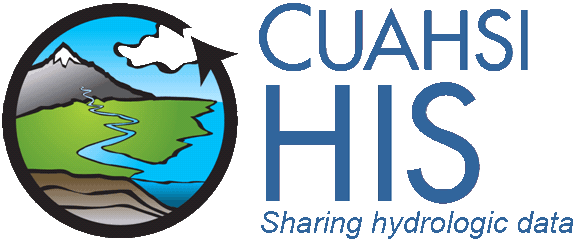 CUAHSI
HIS
Sharing hydrologic data